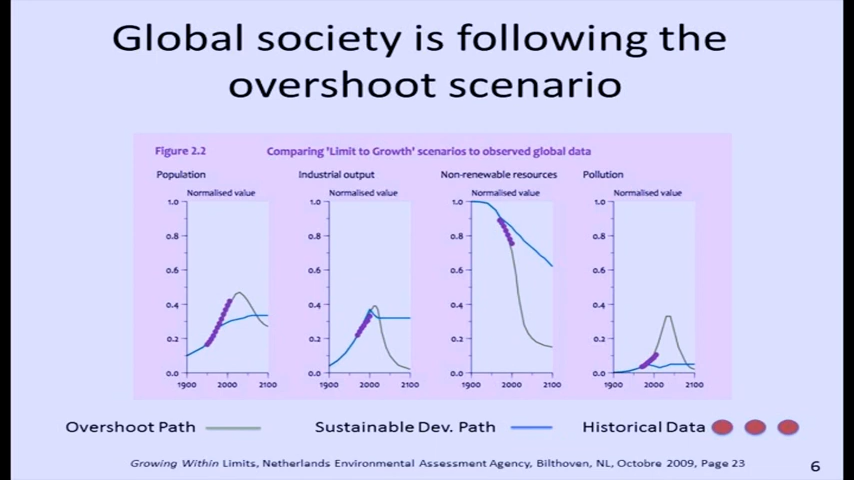 Global society is following the
overshoot scenario
Figure 2.2 Comparing 'Limit to Growth' scenarios to observed global data
Population Industrial output Non-renewable resources Pollution
Normalised value Normalised value Normalised value Normalised value
1.0 1.0 1.0 1.0
0.8 0.8 0.8 0.8
0.6 0.6 0.6 0.6
0.4 0.4 0.4 0.4
0.2 0.2 0.2 0.2
0.0 0.0 0.0 0.0
1900 2000 2100 1900 2000 2100 1900 2000 2100 1900 2000 2100
Overshoot Path Sustainable Dev. Path Historical Data
Growing Within Limits, Netherlands Environmental Assessment Agency, Bilthoven, NL, Octobre 2009, Page 23
6